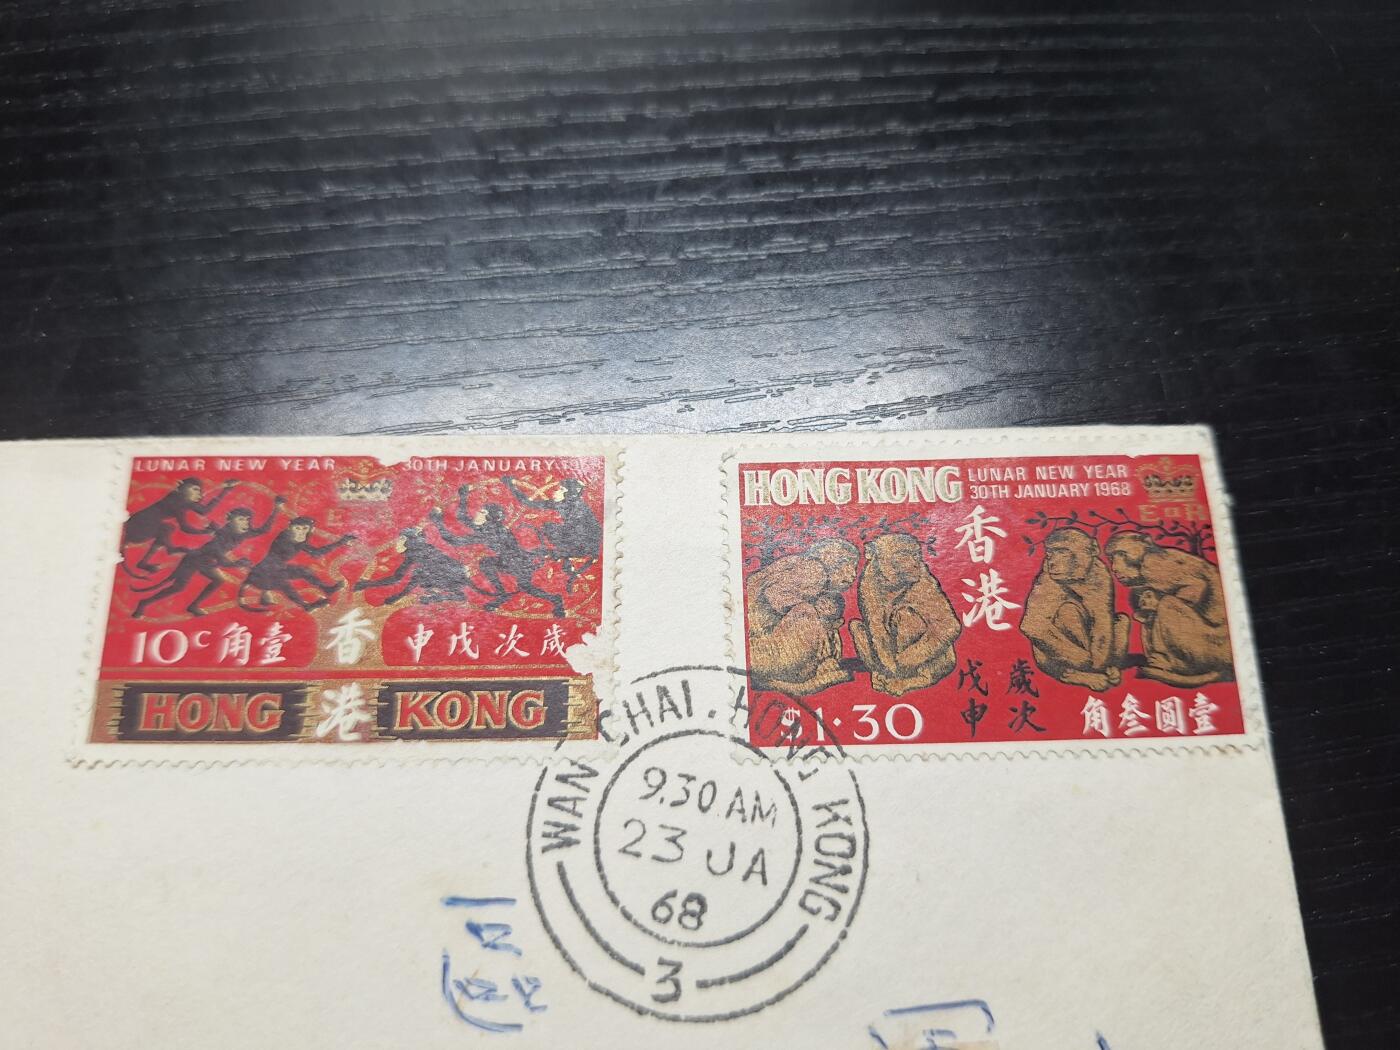 LUNAR NEW YEAR 30TH JANUARY 19
10c 角壹 香港 申戊次歲
HONG KONG
HONG KONG LUNAR NEW YEAR
30TH JANUARY 1968
E II R
香港
戊 歲
申 次
$1·30 角叁圓壹
WAN CHAI. HONG KONG.
9.30 AM
23 JA
68
3